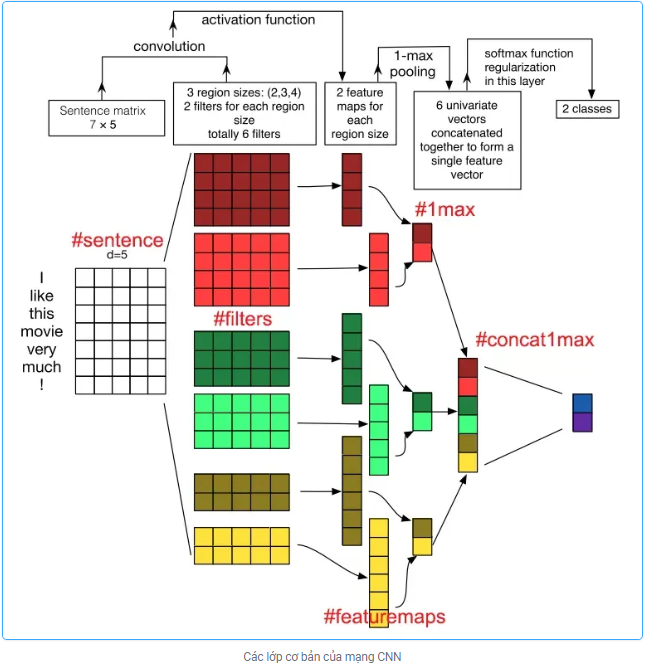 activation function
convolution
1-max
pooling
softmax function
regularization
in this layer
Sentence matrix
7 × 5
3 region sizes: (2,3,4)
2 filters for each region
size
totally 6 filters
2 feature
maps for
each
region size
6 univariate
vectors
concatenated
together to form a
single feature
vector
2 classes
#sentence
d=5
I
like
this
movie
very
much
!
#filters
#1max
#concat1max
#featuremaps
Các lớp cơ bản của mạng CNN